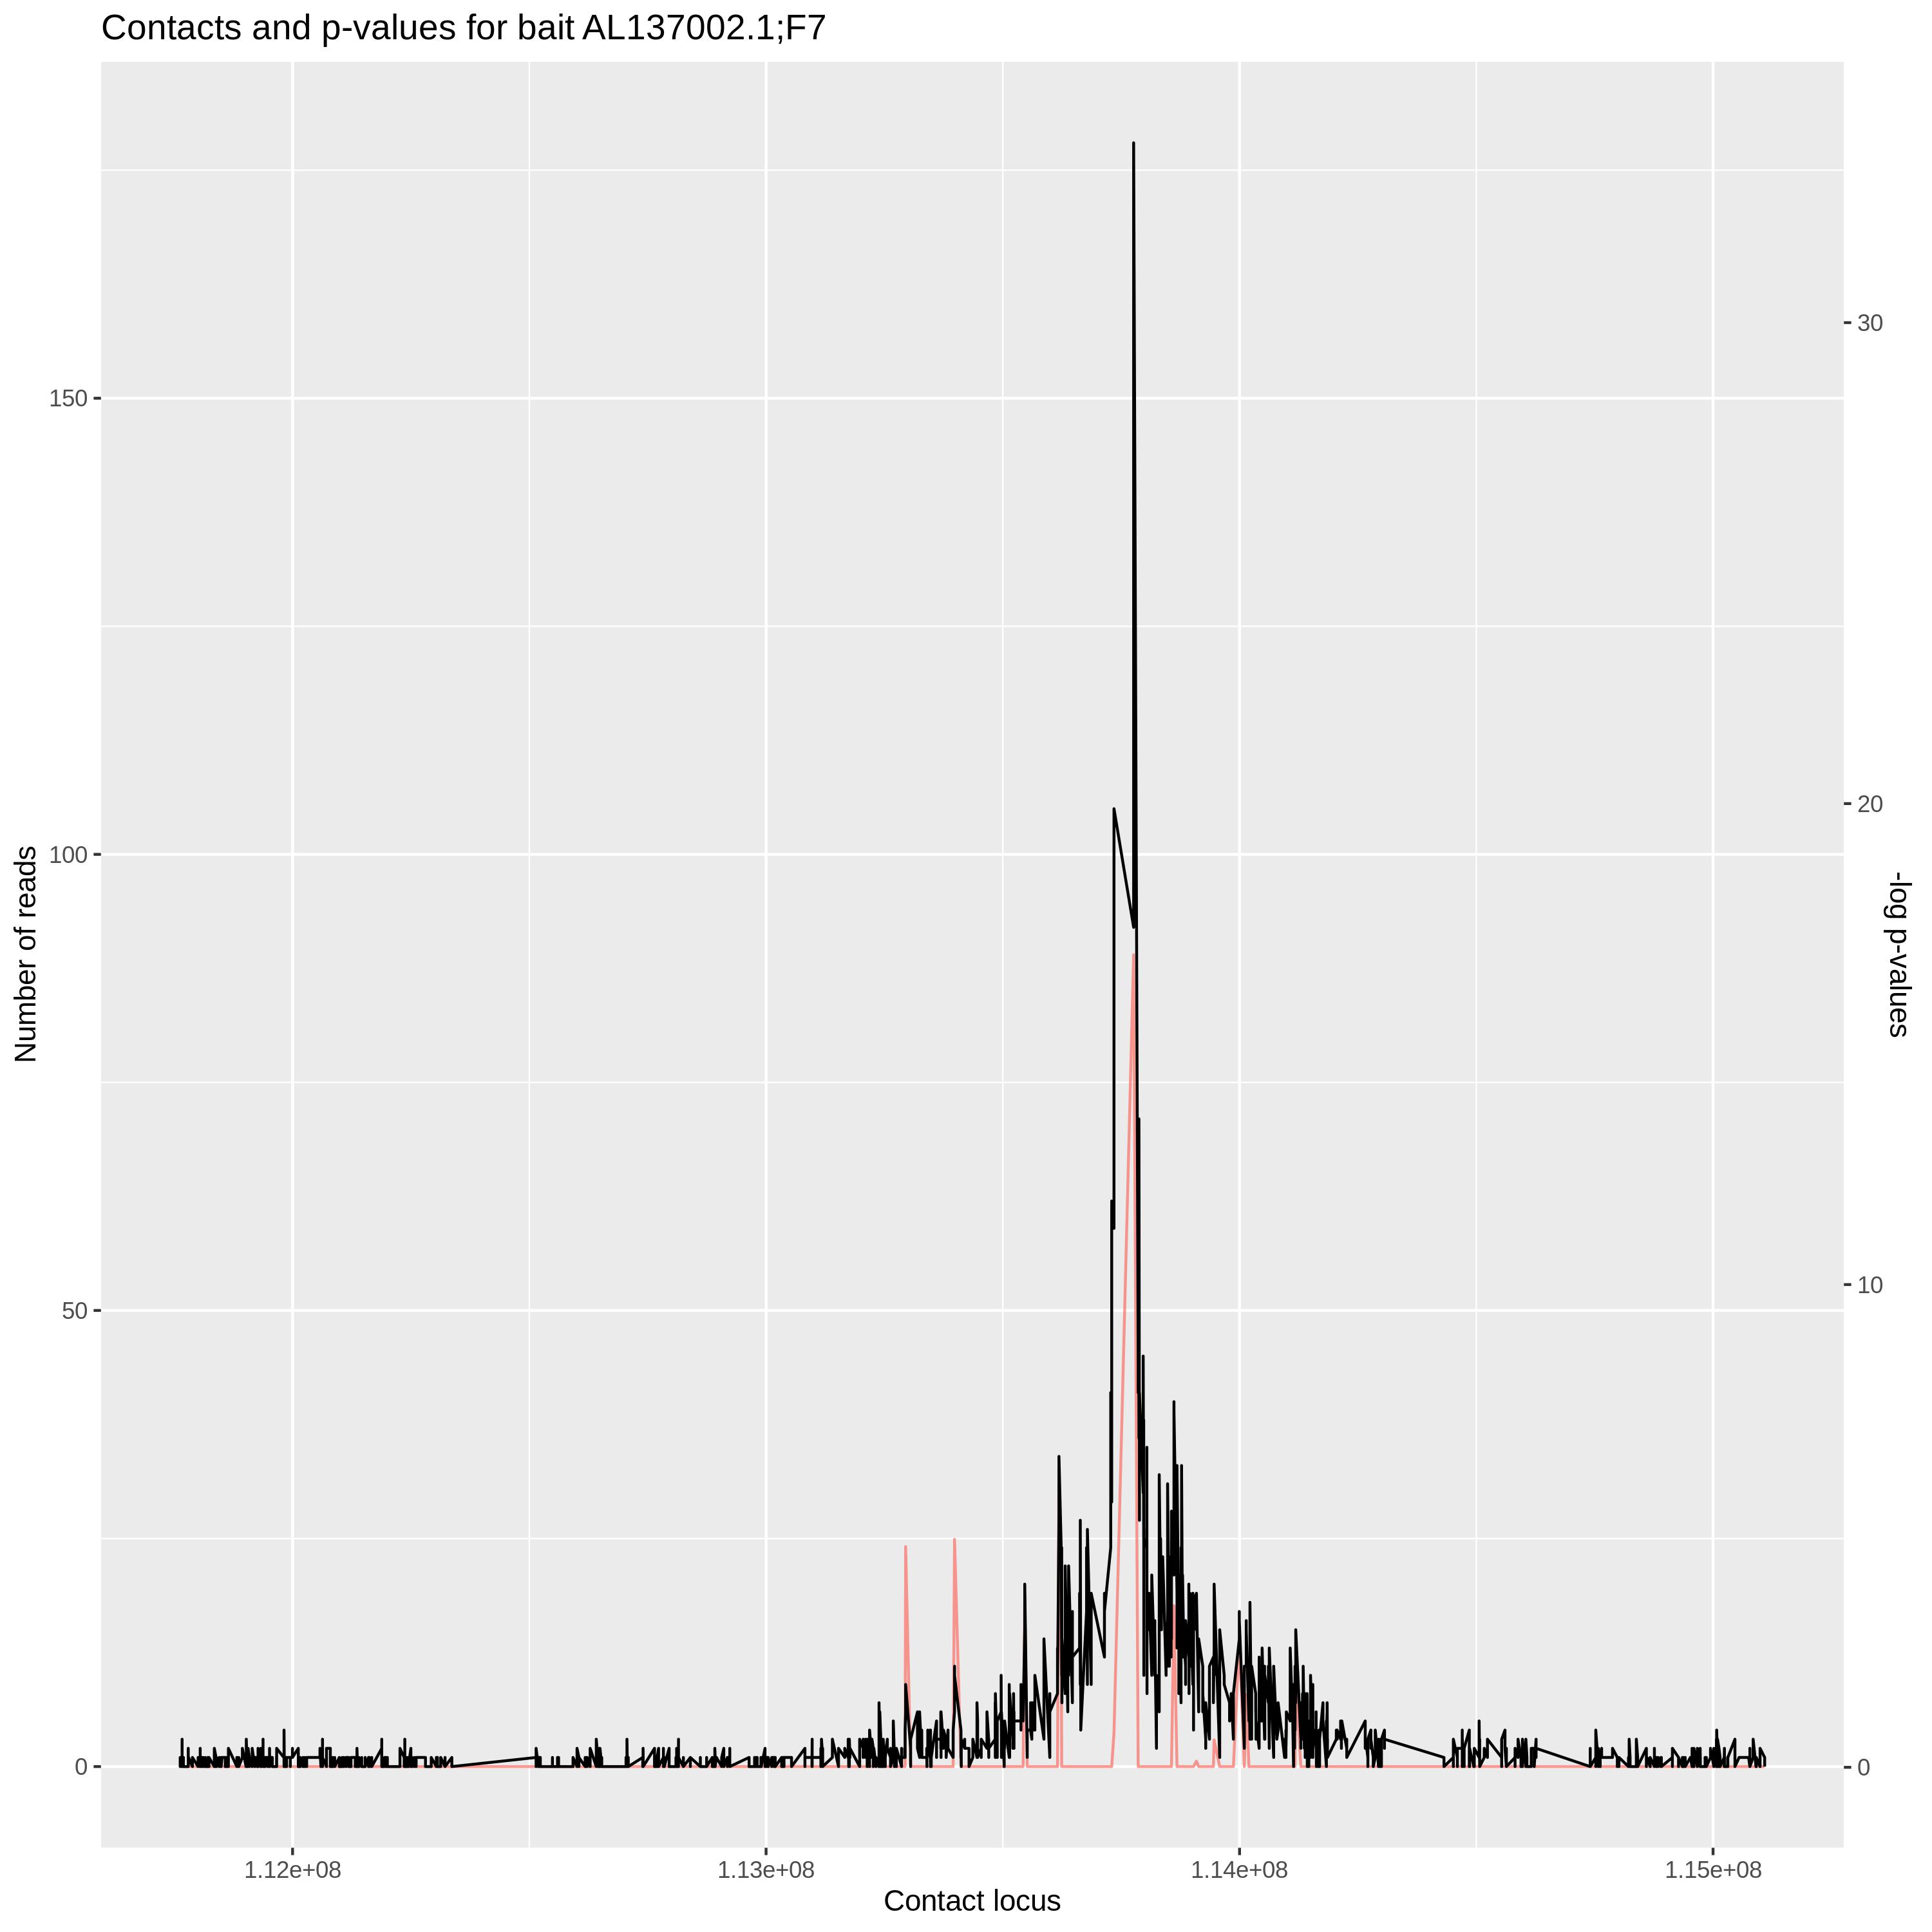 Contacts and p-values for bait AL137002.1;F7
150
100
50
0
Number of reads
30
20
10
0
-log p-values
1.12e+08
1.13e+08
1.14e+08
1.15e+08
Contact locus